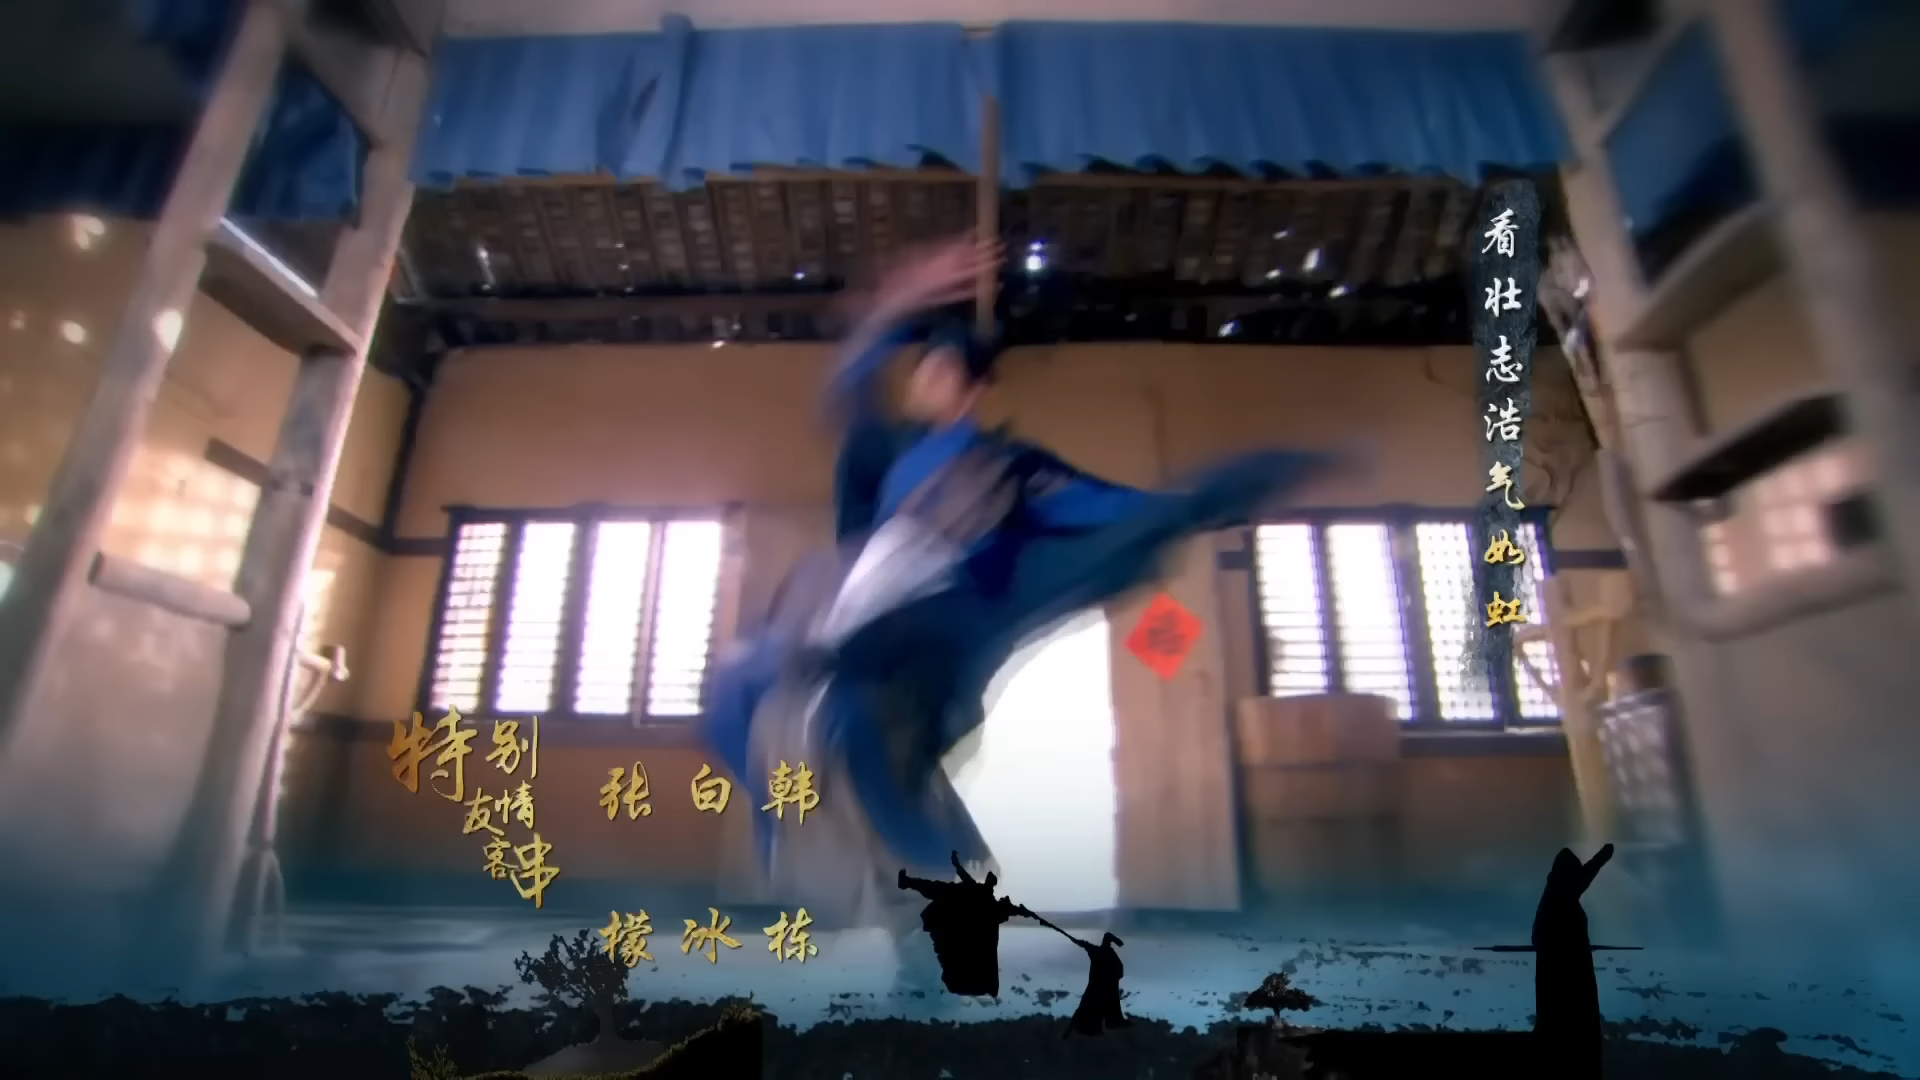 看壮志浩气如虹
特别
友情
客串
张白韩
檬冰栋